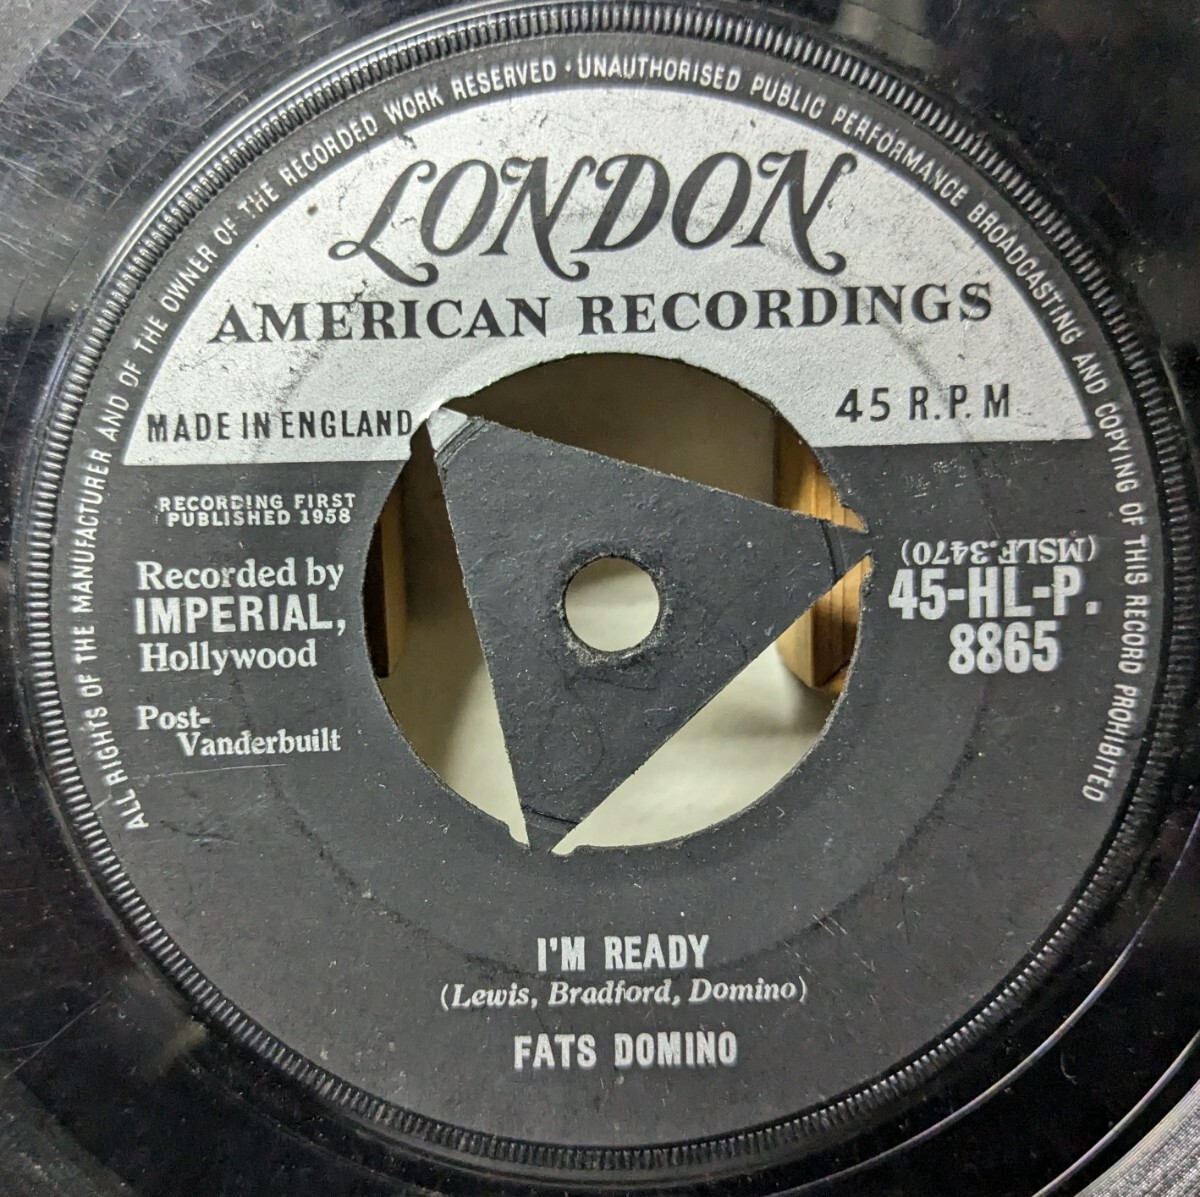 ALL RIGHTS OF THE MANUFACTURER AND OF THE OWNER OF THE RECORDED WORK RESERVED · UNAUTHORISED PUBLIC PERFORMANCE BROADCASTING AND COPYING OF THIS RECORD PROHIBITED
LONDON
AMERICAN RECORDINGS
MADE IN ENGLAND
45 R.P.M
RECORDING FIRST
PUBLISHED 1958
Recorded by
IMPERIAL,
Hollywood
Post-
Vanderbuilt
(MSLF.3470)
45-HL-P.
8865
I'M READY
(Lewis, Bradford, Domino)
FATS DOMINO